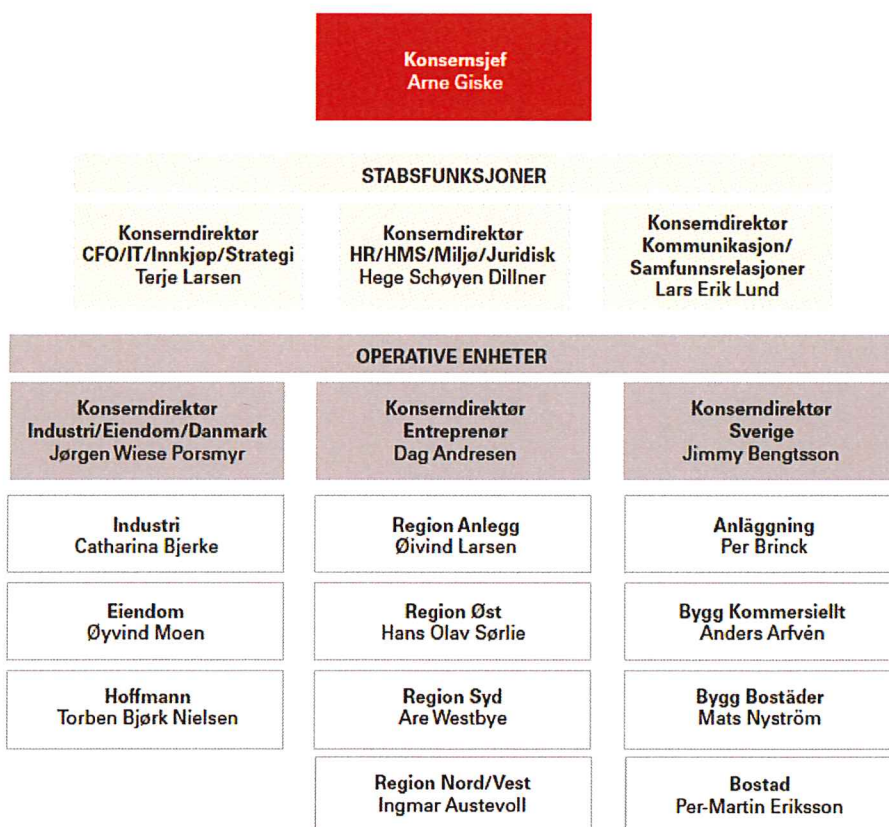 Konsernsjef
Arne Giske
STABSFUNKSJONER
Konserndirektør
CFO/IT/Innkjøp/Strategi
Terje Larsen
Konserndirektør
HR/HMS/Miljø/Juridisk
Hege Schøyen Dillner
Konserndirektør
Kommunikasjon/
Samfunnsrelasjoner
Lars Erik Lund
OPERATIVE ENHETER
Konserndirektør
Industri/Eiendom/Danmark
Jørgen Wiese Porsmyr
Konserndirektør
Entreprenør
Dag Andresen
Konserndirektør
Sverige
Jimmy Bengtsson
Industri
Catharina Bjerke
Region Anlegg
Øivind Larsen
Anläggning
Per Brinck
Eiendom
Øyvind Moen
Region Øst
Hans Olav Sørlie
Bygg Kommersiellt
Anders Arfvén
Hoffmann
Torben Bjørk Nielsen
Region Syd
Are Westbye
Bygg Bostäder
Mats Nyström
Region Nord/Vest
Ingmar Austevoll
Bostad
Per-Martin Eriksson